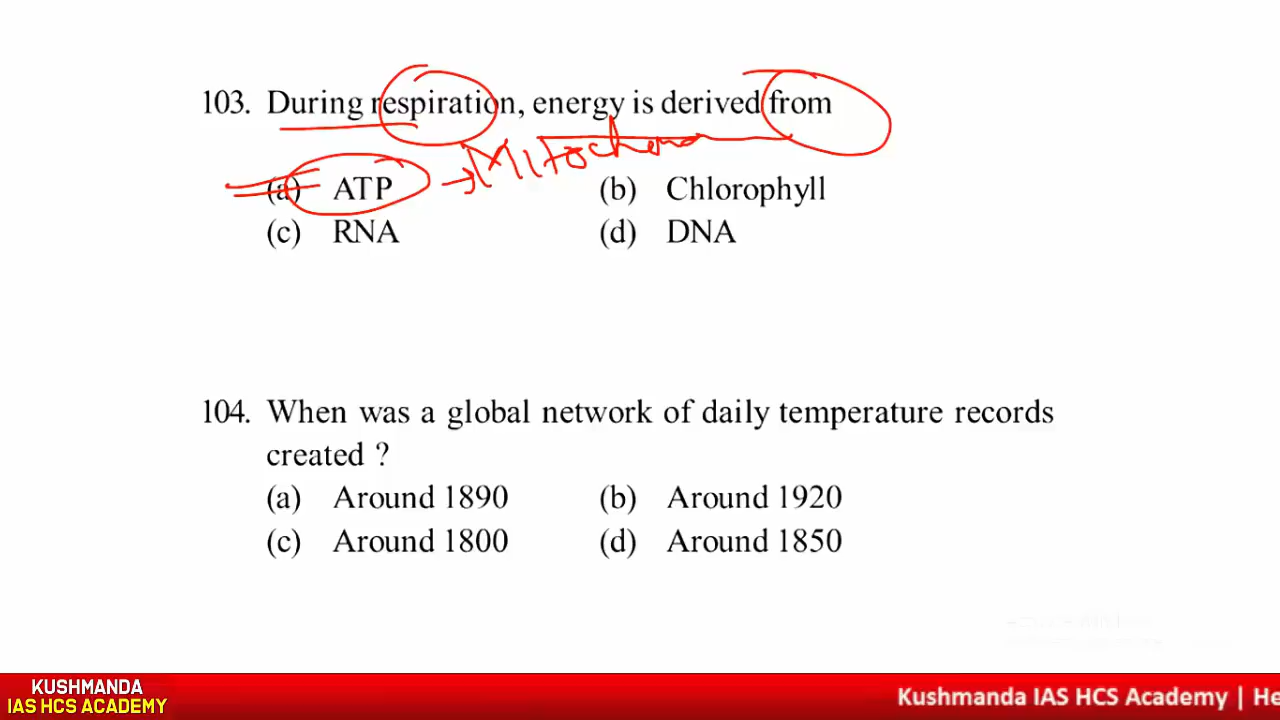 103. During respiration, energy is derived from
(a) ATP → Mitochon
(b) Chlorophyll
(c) RNA
(d) DNA
104. When was a global network of daily temperature records
created ?
(a) Around 1890
(b) Around 1920
(c) Around 1800
(d) Around 1850
KUSHMANDA
IAS HCS ACADEMY
Kushmanda IAS HCS Academy | He